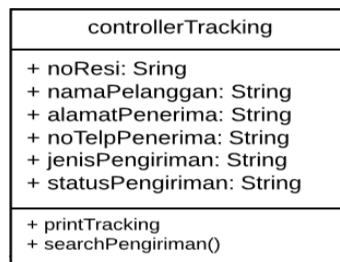 controllerTracking
+ noResi: Sring
+ namaPelanggan: String
+ alamatPenerima: String
+ noTelpPenerima: String
+ jenisPengiriman: String
+ statusPengiriman: String
+ printTracking
+ searchPengiriman()